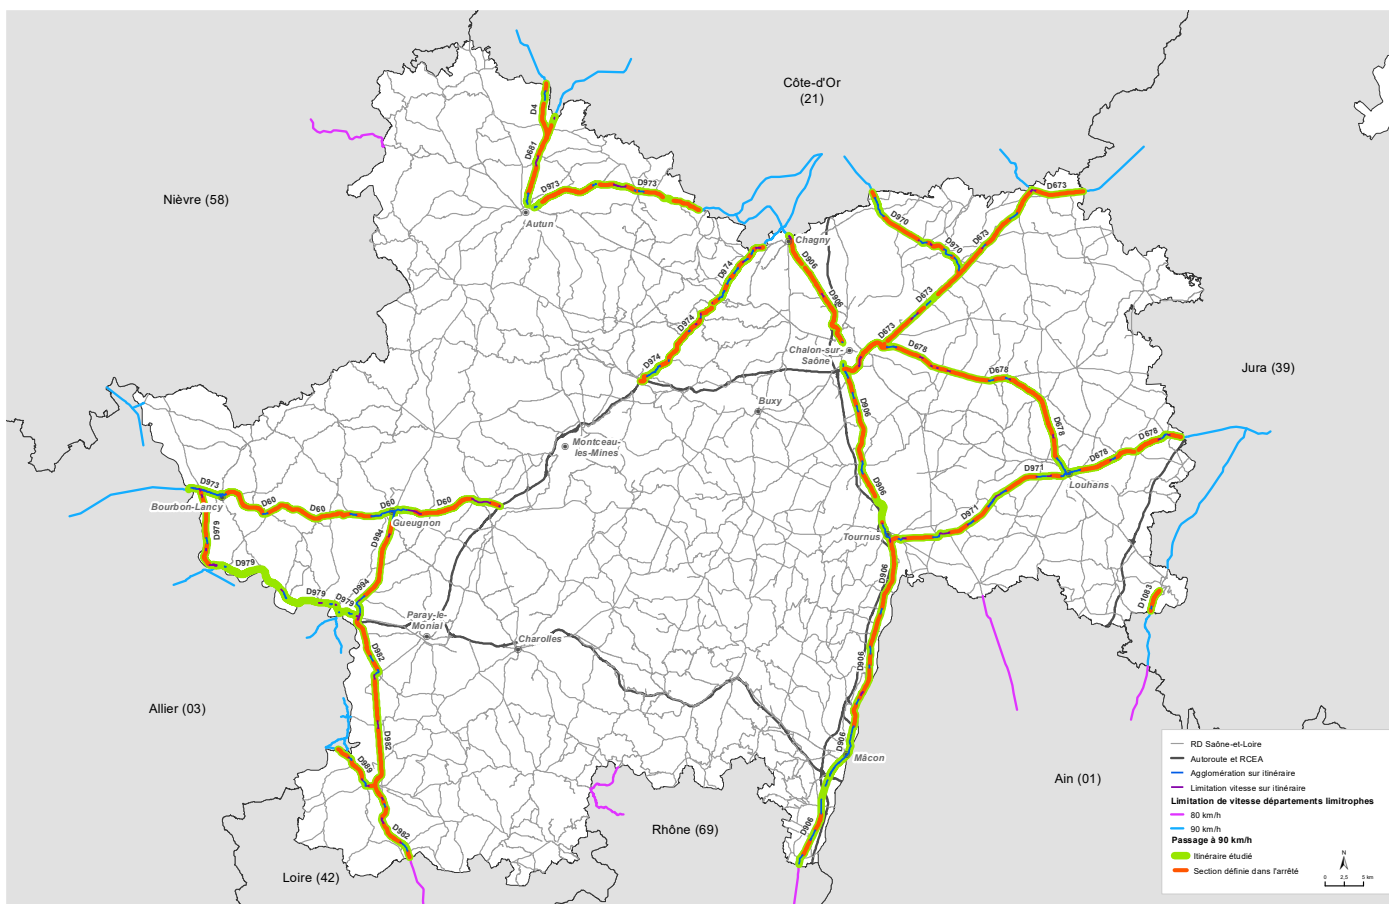 Côte-d'Or
(21)
Nièvre (58)
Jura (39)
Allier (03)
Ain (01)
Rhône (69)
Loire (42)
D4
D681
D973
D973
Autun
D970
D970
D673
D673
D673
D673
Chagny
D906
D906
D974
D974
D974
Chalon-sur-
Saône
D678
D678
D678
D678
Buxy
D906
D906
Montceau-
les-Mines
D971
D971
Louhans
D973
Bourbon-Lancy
D60
D60
D60
D60
Gueugnon
D994
D994
D979
D979
D979
D979
Tournus
D906
D906
D906
D906
Paray-le-
Monial
Charolles
D1083
D982
D982
D982
D989
Mâcon
RD Saône-et-Loire
Autoroute et RCEA
Agglomération sur itinéraire
Limitation vitesse sur itinéraire
Limitation de vitesse départements limitrophes
80 km/h
90 km/h
Passage à 90 km/h
Itinéraire étudié
Section définie dans l'arrêté
N
0 2,5 5 km